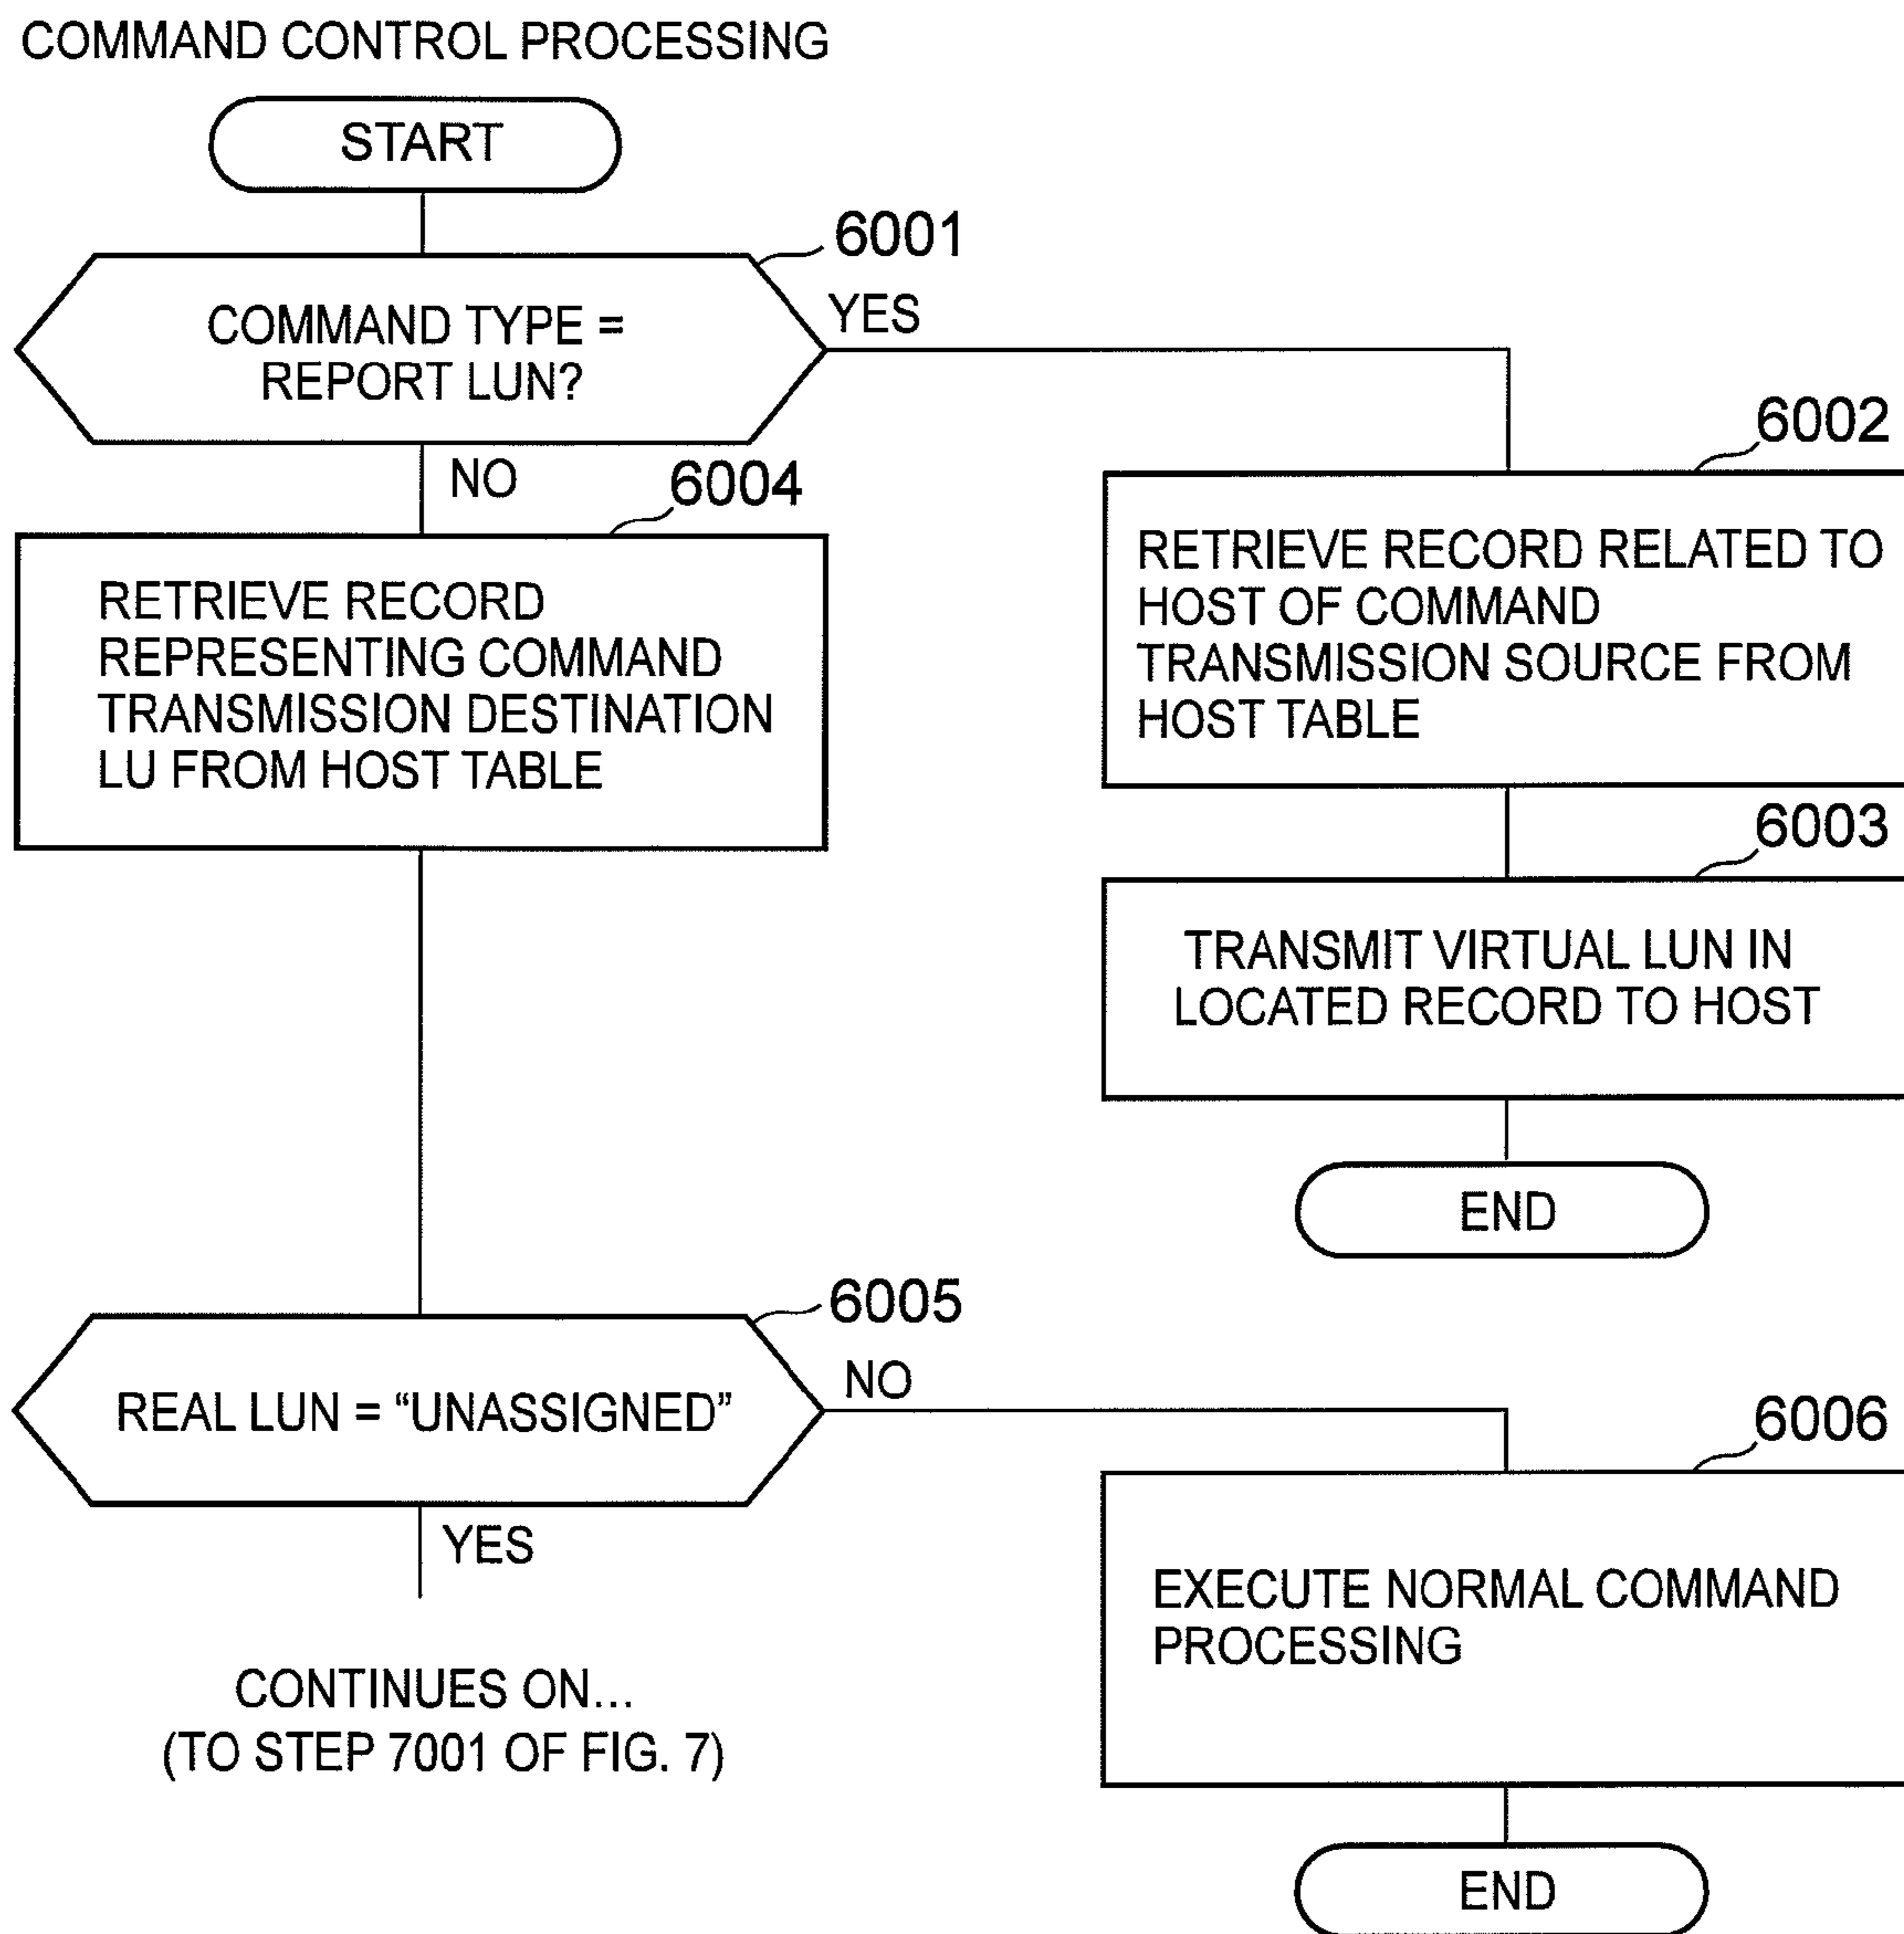 COMMAND CONTROL PROCESSING
START
6001
COMMAND TYPE =
REPORT LUN?
YES
NO
6002
RETRIEVE RECORD RELATED TO
HOST OF COMMAND
TRANSMISSION SOURCE FROM
HOST TABLE
6004
RETRIEVE RECORD
REPRESENTING COMMAND
TRANSMISSION DESTINATION
LU FROM HOST TABLE
6003
TRANSMIT VIRTUAL LUN IN
LOCATED RECORD TO HOST
END
6005
REAL LUN = “UNASSIGNED”
NO
YES
6006
EXECUTE NORMAL COMMAND
PROCESSING
CONTINUES ON...
(TO STEP 7001 OF FIG. 7)
END